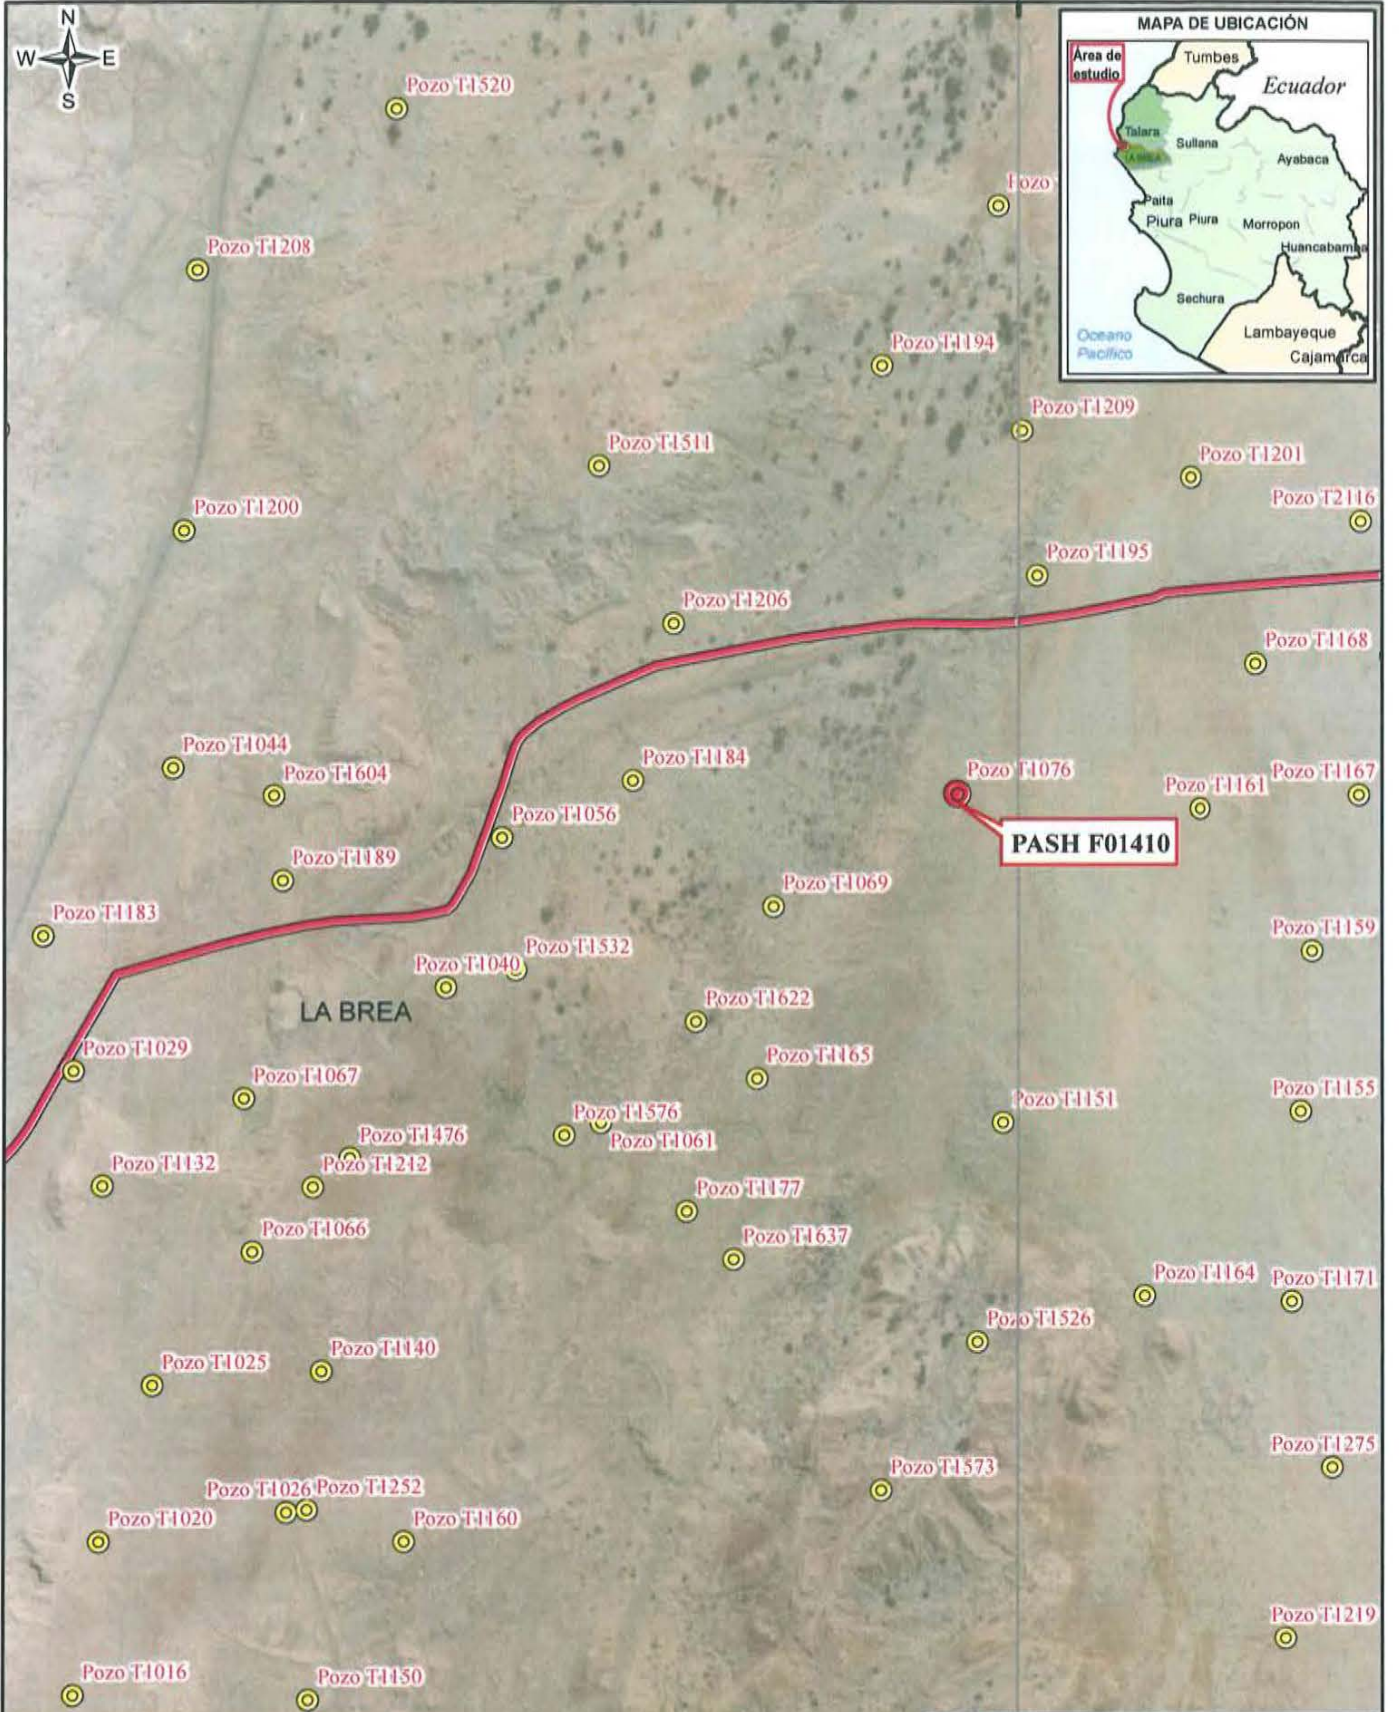 N
W E
S
MAPA DE UBICACIÓN
Área de
estudio
Tumbes
Ecuador
Talara
Sullana
LA BREA
Ayabaca
Paita
Piura
Piura
Morropon
Huancabamba
Sechura
Oceano
Pacífico
Lambayeque
Cajamarca
Pozo T1520
Pozo
Pozo T1208
Pozo T1194
Pozo T1209
Pozo T1511
Pozo T1201
Pozo T2116
Pozo T1200
Pozo T1195
Pozo T1206
Pozo T1168
Pozo T1044
Pozo T1604
Pozo T1184
Pozo T1076
Pozo T1161
Pozo T1167
Pozo T1056
PASH F01410
Pozo T1189
Pozo T1069
Pozo T1183
Pozo T1159
Pozo T1532
Pozo T1040
LA BREA
Pozo T1622
Pozo T1029
Pozo T1165
Pozo T1067
Pozo T1151
Pozo T1155
Pozo T1576
Pozo T1061
Pozo T1476
Pozo T1132
Pozo T1212
Pozo T1177
Pozo T1066
Pozo T1637
Pozo T1164
Pozo T1171
Pozo T1526
Pozo T1140
Pozo T1025
Pozo T1275
Pozo T1573
Pozo T1026
Pozo T1252
Pozo T1020
Pozo T1160
Pozo T1219
Pozo T1016
Pozo T1150